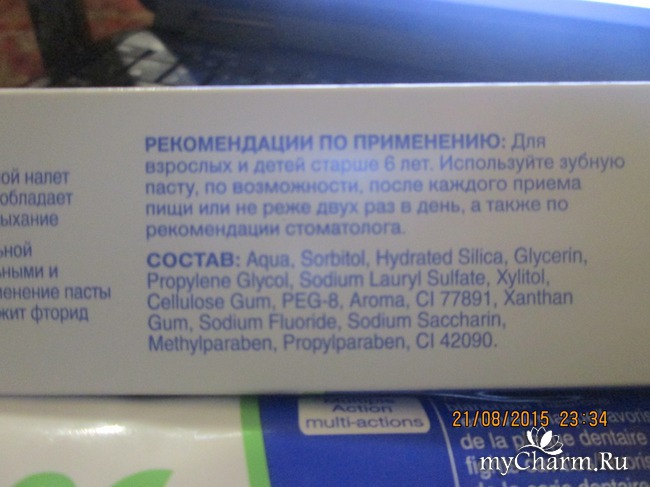 РЕКОМЕНДАЦИИ ПО ПРИМЕНЕНИЮ: Для
взрослых и детей старше 6 лет. Используйте зубную
пасту, по возможности, после каждого приема
пищи или не реже двух раз в день, а также по
рекомендации стоматолога.
СОСТАВ: Aqua, Sorbitol, Hydrated Silica, Glycerin,
Propylene Glycol, Sodium Lauryl Sulfate, Xylitol,
Cellulose Gum, PEG-8, Aroma, CI 77891, Xanthan
Gum, Sodium Fluoride, Sodium Saccharin,
Methylparaben, Propylparaben, CI 42090.
ой налет
обладает
ыхание
ьной
ьными и
менение пасты
жит фторид
Multiple
Action
multi-actions
de la
dentaire
21/08/2015 23:34
myCharm.Ru